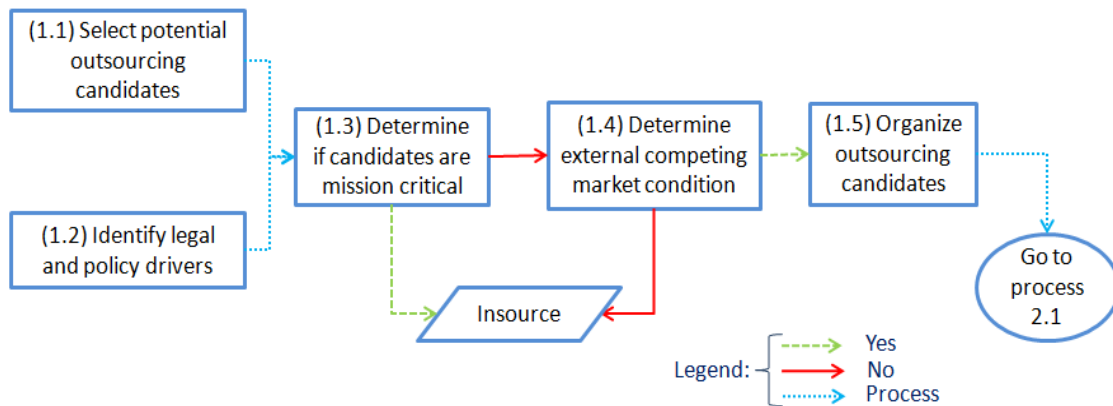 (1.1) Select potential
outsourcing
candidates
(1.2) Identify legal
and policy drivers
(1.3) Determine
if candidates are
mission critical
(1.4) Determine
external competing
market condition
(1.5) Organize
outsourcing
candidates
Insource
Go to
process
2.1
Legend:
Yes
No
Process